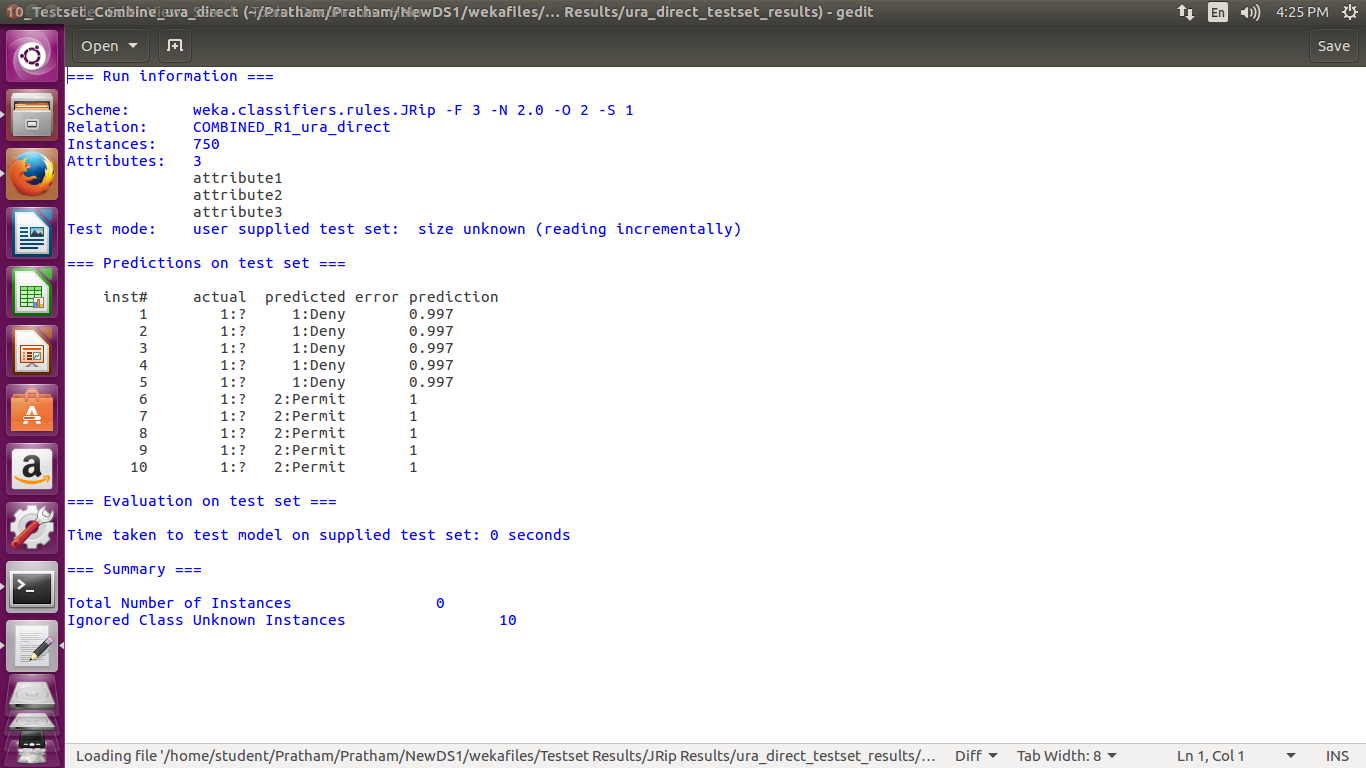 10_Testset_Combine_ura_direct (~/Pratham/Pratham/NewDS1/wekafiles/… Results/ura_direct_testset_results) - gedit
En
4:25 PM
Open
Save
=== Run information ===
Scheme: weka.classifiers.rules.JRip -F 3 -N 2.0 -O 2 -S 1
Relation: COMBINED_R1_ura_direct
Instances: 750
Attributes: 3
attribute1
attribute2
attribute3
Test mode: user supplied test set: size unknown (reading incrementally)
=== Predictions on test set ===
inst# actual predicted error prediction
1 1:? 1:Deny 0.997
2 1:? 1:Deny 0.997
3 1:? 1:Deny 0.997
4 1:? 1:Deny 0.997
5 1:? 1:Deny 0.997
6 1:? 2:Permit 1
7 1:? 2:Permit 1
8 1:? 2:Permit 1
9 1:? 2:Permit 1
10 1:? 2:Permit 1
=== Evaluation on test set ===
Time taken to test model on supplied test set: 0 seconds
=== Summary ===
Total Number of Instances 0
Ignored Class Unknown Instances 10
Loading file '/home/student/Pratham/Pratham/NewDS1/wekafiles/Testset Results/JRip Results/ura_direct_testset_results/… Diff Tab Width: 8 Ln 1, Col 1 INS